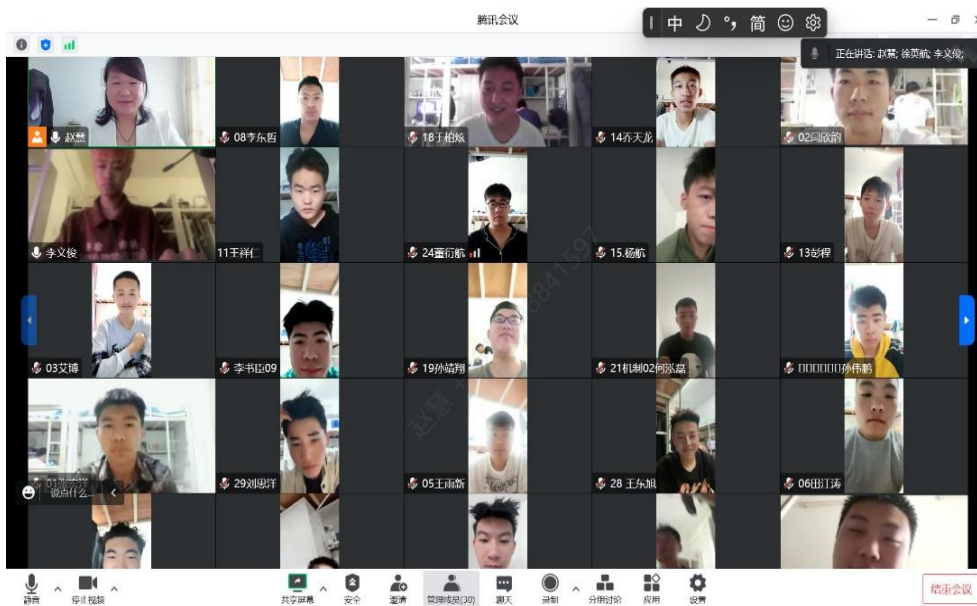 腾讯会议
中
简
正在讲话: 赵慧; 徐英航; 李文俊;
赵慧
08李东哲
18于柏炫
14乔天龙
02闫欣韵
李文俊
11王祥仁
24董衍航
15.杨航
13彭程
03艾博
李书臣09
19孙靖翔
21机制02何泓磊
孙伟鹏
说点什么...
29刘思洋
05王雨新
28 王东旭
06田江涛
静音
停止视频
共享屏幕
安全
邀请
管理成员(30)
聊天
录制
分组讨论
应用
设置
结束会议